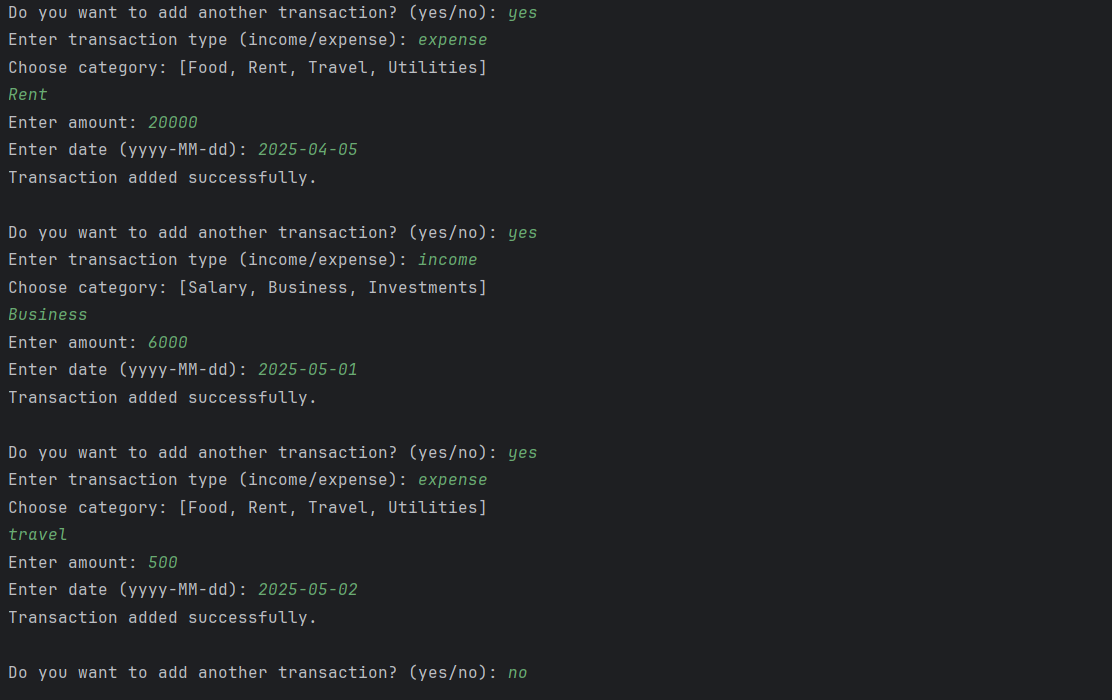 Do you want to add another transaction? (yes/no): yes
Enter transaction type (income/expense): expense
Choose category: [Food, Rent, Travel, Utilities]
Rent
Enter amount: 20000
Enter date (yyyy-MM-dd): 2025-04-05
Transaction added successfully.
Do you want to add another transaction? (yes/no): yes
Enter transaction type (income/expense): income
Choose category: [Salary, Business, Investments]
Business
Enter amount: 6000
Enter date (yyyy-MM-dd): 2025-05-01
Transaction added successfully.
Do you want to add another transaction? (yes/no): yes
Enter transaction type (income/expense): expense
Choose category: [Food, Rent, Travel, Utilities]
travel
Enter amount: 500
Enter date (yyyy-MM-dd): 2025-05-02
Transaction added successfully.
Do you want to add another transaction? (yes/no): no